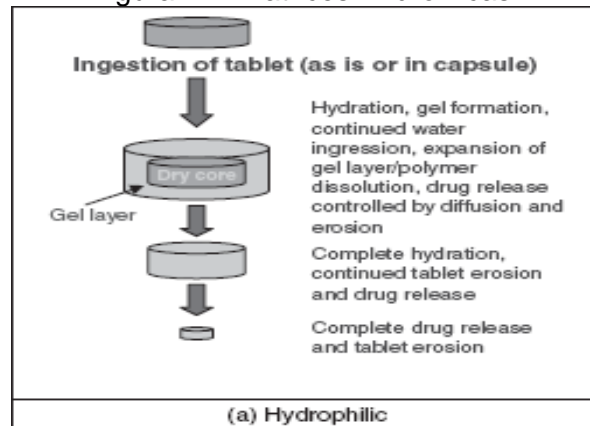 Ingestion of tablet (as is or in capsule)
Hydration, gel formation,
continued water
ingression, expansion of
gel layer/polymer
dissolution, drug release
controlled by diffusion and
erosion
Dry core
Gel layer
Complete hydration,
continued tablet erosion
and drug release
Complete drug release
and tablet erosion
(a) Hydrophilic